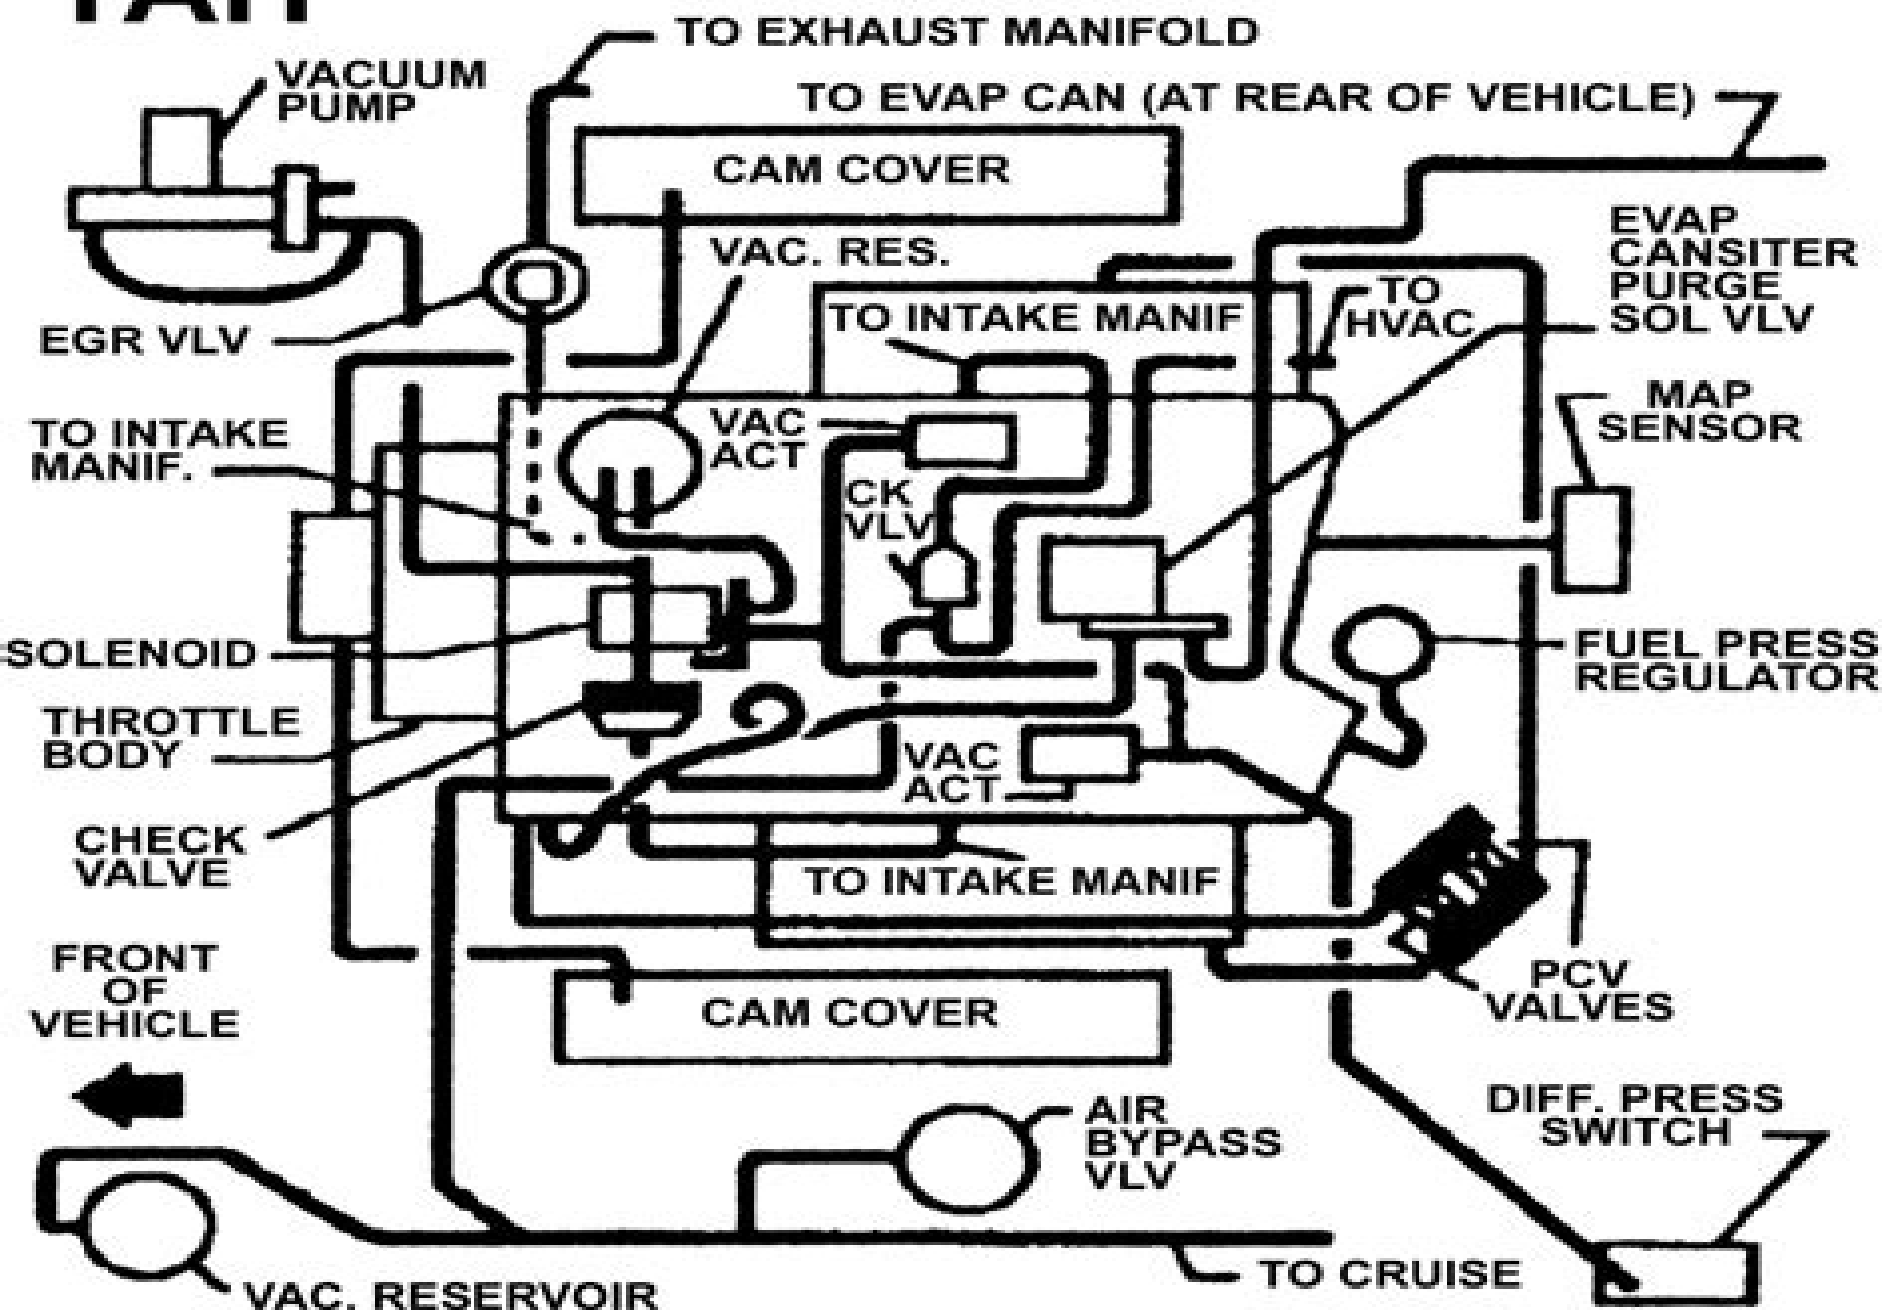 TO EXHAUST MANIFOLD
VACUUM
PUMP
TO EVAP CAN (AT REAR OF VEHICLE)
CAM COVER
EVAP
CANSITER
PURGE
SOL VLV
VAC. RES.
TO
HVAC
TO INTAKE MANIF
EGR VLV
MAP
SENSOR
TO INTAKE
MANIF.
VAC
ACT
CK
VLV
SOLENOID
FUEL PRESS
REGULATOR
THROTTLE
BODY
VAC
ACT
CHECK
VALVE
TO INTAKE MANIF
FRONT
OF
VEHICLE
PCV
VALVES
CAM COVER
AIR
BYPASS
VLV
DIFF. PRESS
SWITCH
TO CRUISE
VAC. RESERVOIR